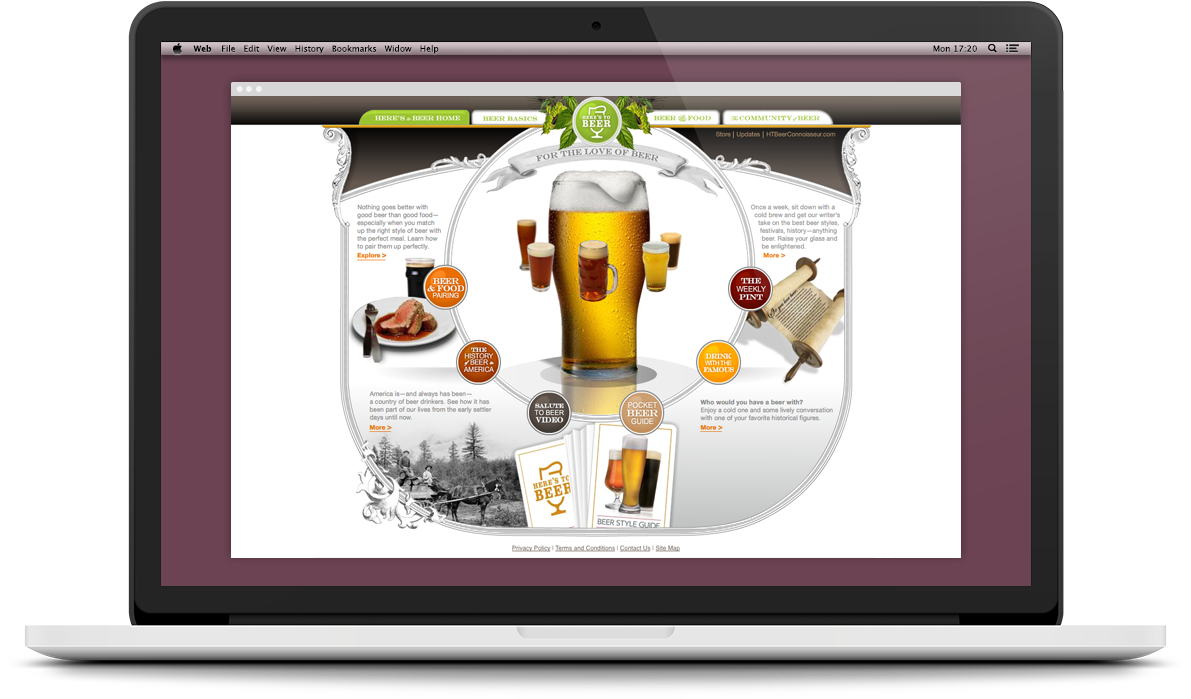 Web File Edit View History Bookmarks Widow Help
Mon 17:20
HERE'S to BEER HOME
BEER BASICS
HERE'S TO
BEER
BEER & FOOD
The COMMUNITY of BEER
Store | Updates | HTBeerConnoisseur.com
FOR THE LOVE OF BEER
Nothing goes better with
good beer than good food—
especially when you match
up the right style of beer with
the perfect meal. Learn how
to pair them up perfectly.
Explore >
Once a week, sit down with a
cold brew and get our writer's
take on the best beer styles,
festivals, history—anything
beer. Raise your glass and
be enlightened.
More >
BEER
& FOOD
PAIRING
THE
WEEKLY
PINT
THE
HISTORY
of BEER in
AMERICA
DRINK
WITH THE
FAMOUS
SALUTE
TO BEER
VIDEO
POCKET
BEER
GUIDE
America is—and always has been—
a country of beer drinkers. See how it has
been part of our lives from the early settler
days until now.
More >
Who would you have a beer with?
Enjoy a cold one and some lively conversation
with one of your favorite historical figures.
More >
HERE'S TO
BEER
BEER STYLE GUIDE
Privacy Policy | Terms and Conditions | Contact Us | Site Map